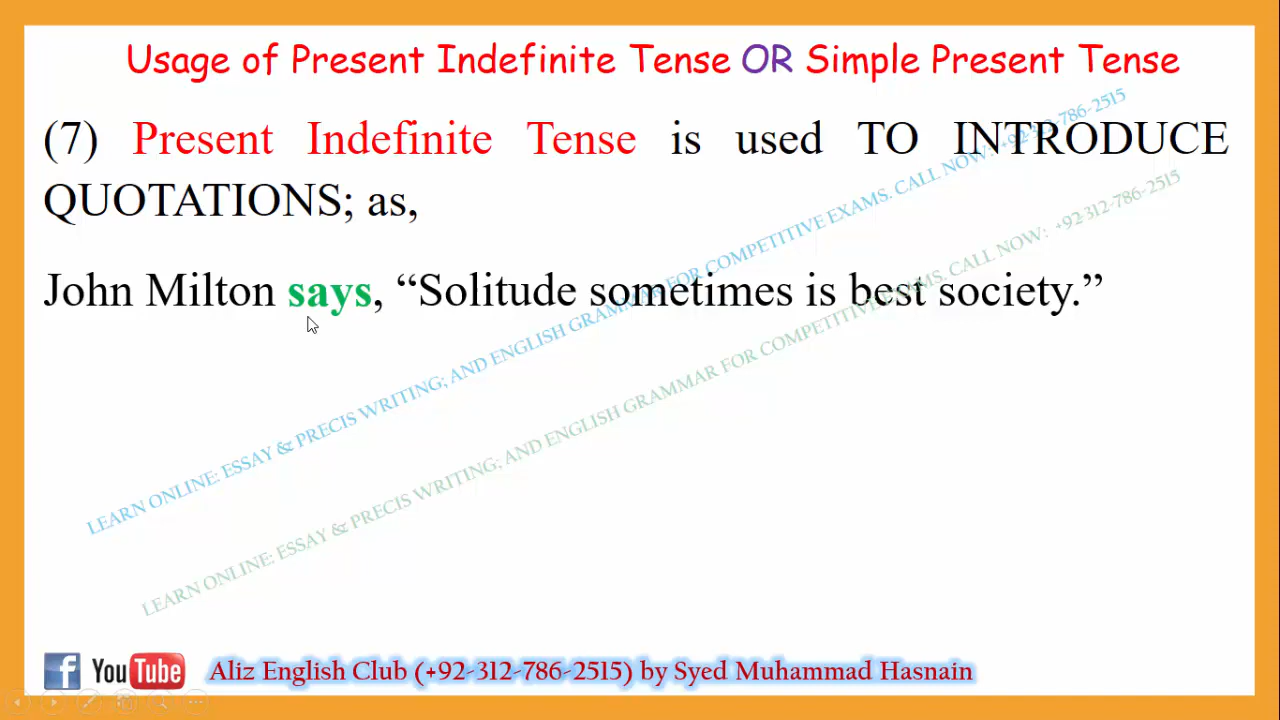 Usage of Present Indefinite Tense OR Simple Present Tense
(7) Present Indefinite Tense is used TO INTRODUCE
QUOTATIONS; as,
John Milton says, “Solitude sometimes is best society.”
LEARN ONLINE: ESSAY & PRECIS WRITING; AND ENGLISH GRAMMAR FOR COMPETITIVE EXAMS. CALL NOW: +92-312-786-2515
LEARN ONLINE: ESSAY & PRECIS WRITING; AND ENGLISH GRAMMAR FOR COMPETITIVE EXAMS. CALL NOW: +92-312-786-2515
f YouTube Aliz English Club (+92-312-786-2515) by Syed Muhammad Hasnain